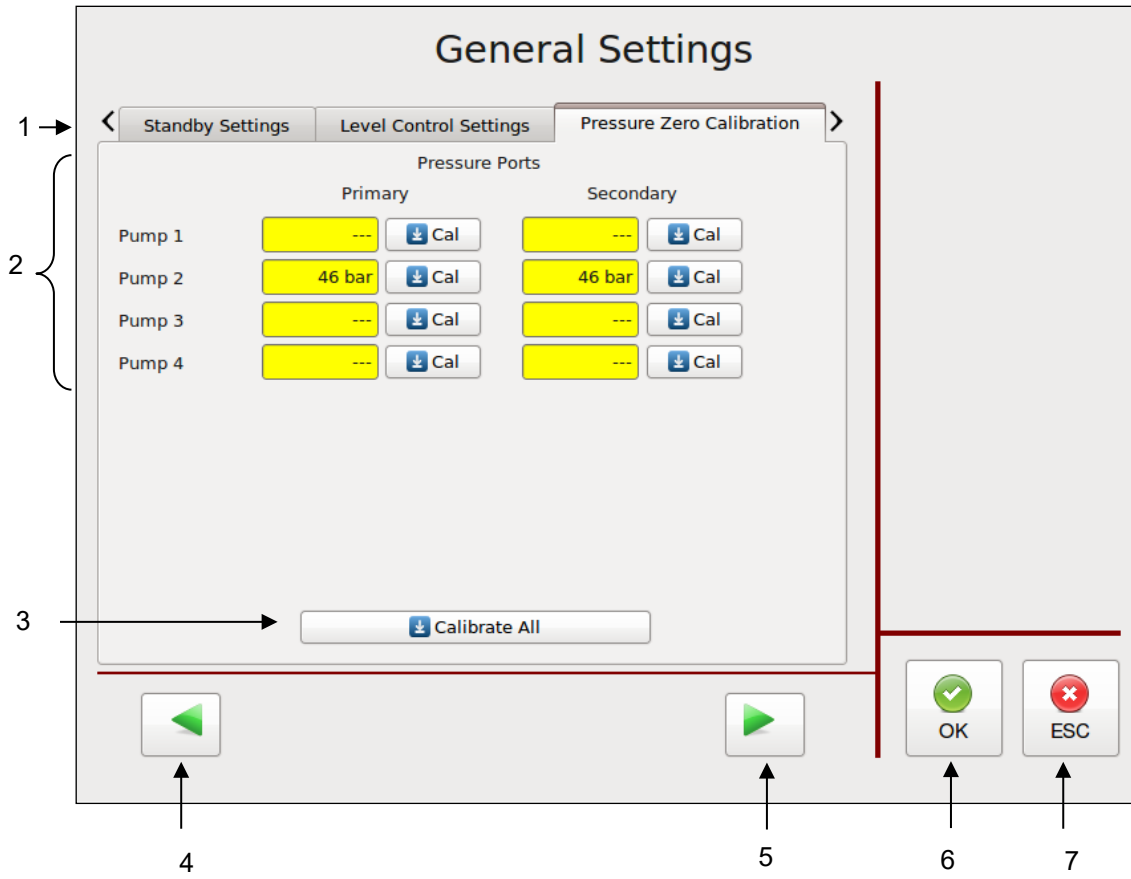 General Settings
1
Standby Settings Level Control Settings Pressure Zero Calibration
Pressure Ports
Primary Secondary
2
Pump 1 --- Cal --- Cal
Pump 2 46 bar Cal 46 bar Cal
Pump 3 --- Cal --- Cal
Pump 4 --- Cal --- Cal
3
Calibrate All
OK ESC
4 5 6 7